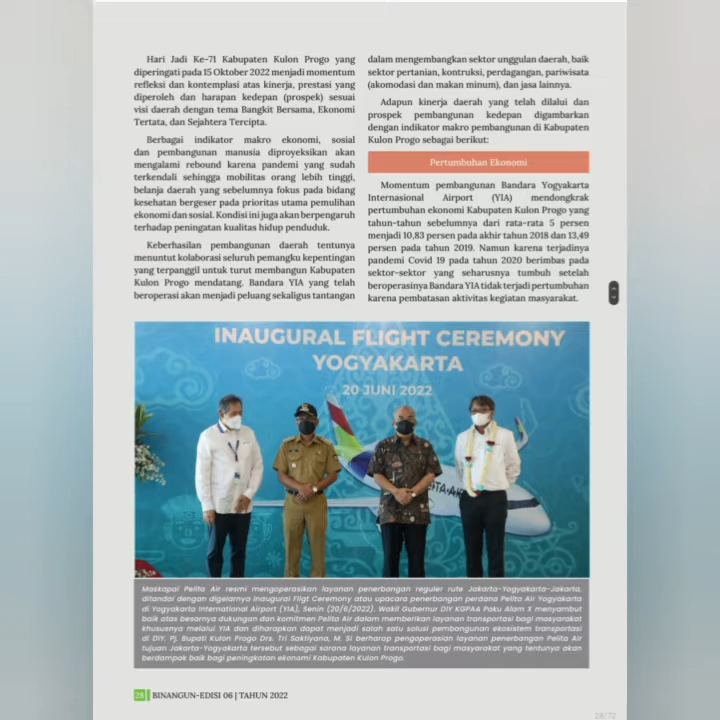 Hari Jadi Ke-71 Kabupaten Kulon Progo yang
diperingati pada 15 Oktober 2022 menjadi momentum
refleksi dan kontemplasi atas kinerja, prestasi yang
diperoleh dan harapan kedepan (prospek) sesuai
visi daerah dengan tema Bangkit Bersama, Ekonomi
Tertata, dan Sejahtera Tercipta.
Berbagai indikator makro ekonomi, sosial
dan pembangunan manusia diproyeksikan akan
mengalami rebound karena pandemi yang sudah
terkendali sehingga mobilitas orang lebih tinggi,
belanja daerah yang sebelumnya fokus pada bidang
kesehatan bergeser pada prioritas utama pemulihan
ekonomi dan sosial. Kondisi ini juga akan berpengaruh
terhadap peningatan kualitas hidup penduduk.
Keberhasilan pembangunan daerah tentunya
menuntut kolaborasi seluruh pemangku kepentingan
yang terpanggil untuk turut membangun Kabupaten
Kulon Progo mendatang. Bandara YIA yang telah
beroperasi akan menjadi peluang sekaligus tantangan
dalam mengembangkan sektor unggulan daerah, baik
sektor pertanian, kontruksi, perdagangan, pariwisata
(akomodasi dan makan minum), dan jasa lainnya.
Adapun kinerja daerah yang telah dilalui dan
prospek pembangunan kedepan digambarkan
dengan indikator makro pembangunan di Kabupaten
Kulon Progo sebagai berikut:
Pertumbuhan Ekonomi
Momentum pembangunan Bandara Yogyakarta
Internasional Airport (YIA) mendongkrak
pertumbuhan ekonomi Kabupaten Kulon Progo yang
tahun-tahun sebelumnya dari rata-rata 5 persen
menjadi 10,83 persen pada akhir tahun 2018 dan 13,49
persen pada tahun 2019. Namun karena terjadinya
pandemi Covid 19 pada tahun 2020 berimbas pada
sektor-sektor yang seharusnya tumbuh setelah
beroperasinya Bandara YIA tidak terjadi pertumbuhan
karena pembatasan aktivitas kegiatan masyarakat.
INAUGURAL FLIGHT CEREMONY
YOGYAKARTA
20 JUNI 2022
PELITA AIR
Maskapai Pelita Air resmi mengoperasikan layanan penerbangan reguler rute Jakarta-Yogyakarta-Jakarta,
ditandai dengan digelarnya Inaugural Fligt Ceremony atau upacara penerbangan perdana Pelita Air Yogyakarta
di Yogyakarta International Airport (YIA), Senin (20/6/2022). Wakil Gubernur DIY KGPAA Paku Alam X menyambut
baik atas besarnya dukungan dan komitmen Pelita Air dalam memberikan layanan transportasi bagi masyarakat
khususnya melalui YIA dan diharapkan dapat menjadi salah satu solusi pembangunan ekosistem transportasi
di DIY. Pj. Bupati Kulon Progo Drs. Tri Saktiyana, M. Si berharap pengoperasian layanan penerbangan Pelita Air
tujuan Jakarta-Yogyakarta tersebut sebagai sarana layanan transportasi bagi masyarakat yang tentunya akan
berdampak baik bagi peningkatan ekonomi Kabupaten Kulon Progo.
28 BINANGUN-EDISI 06 | TAHUN 2022
28/72